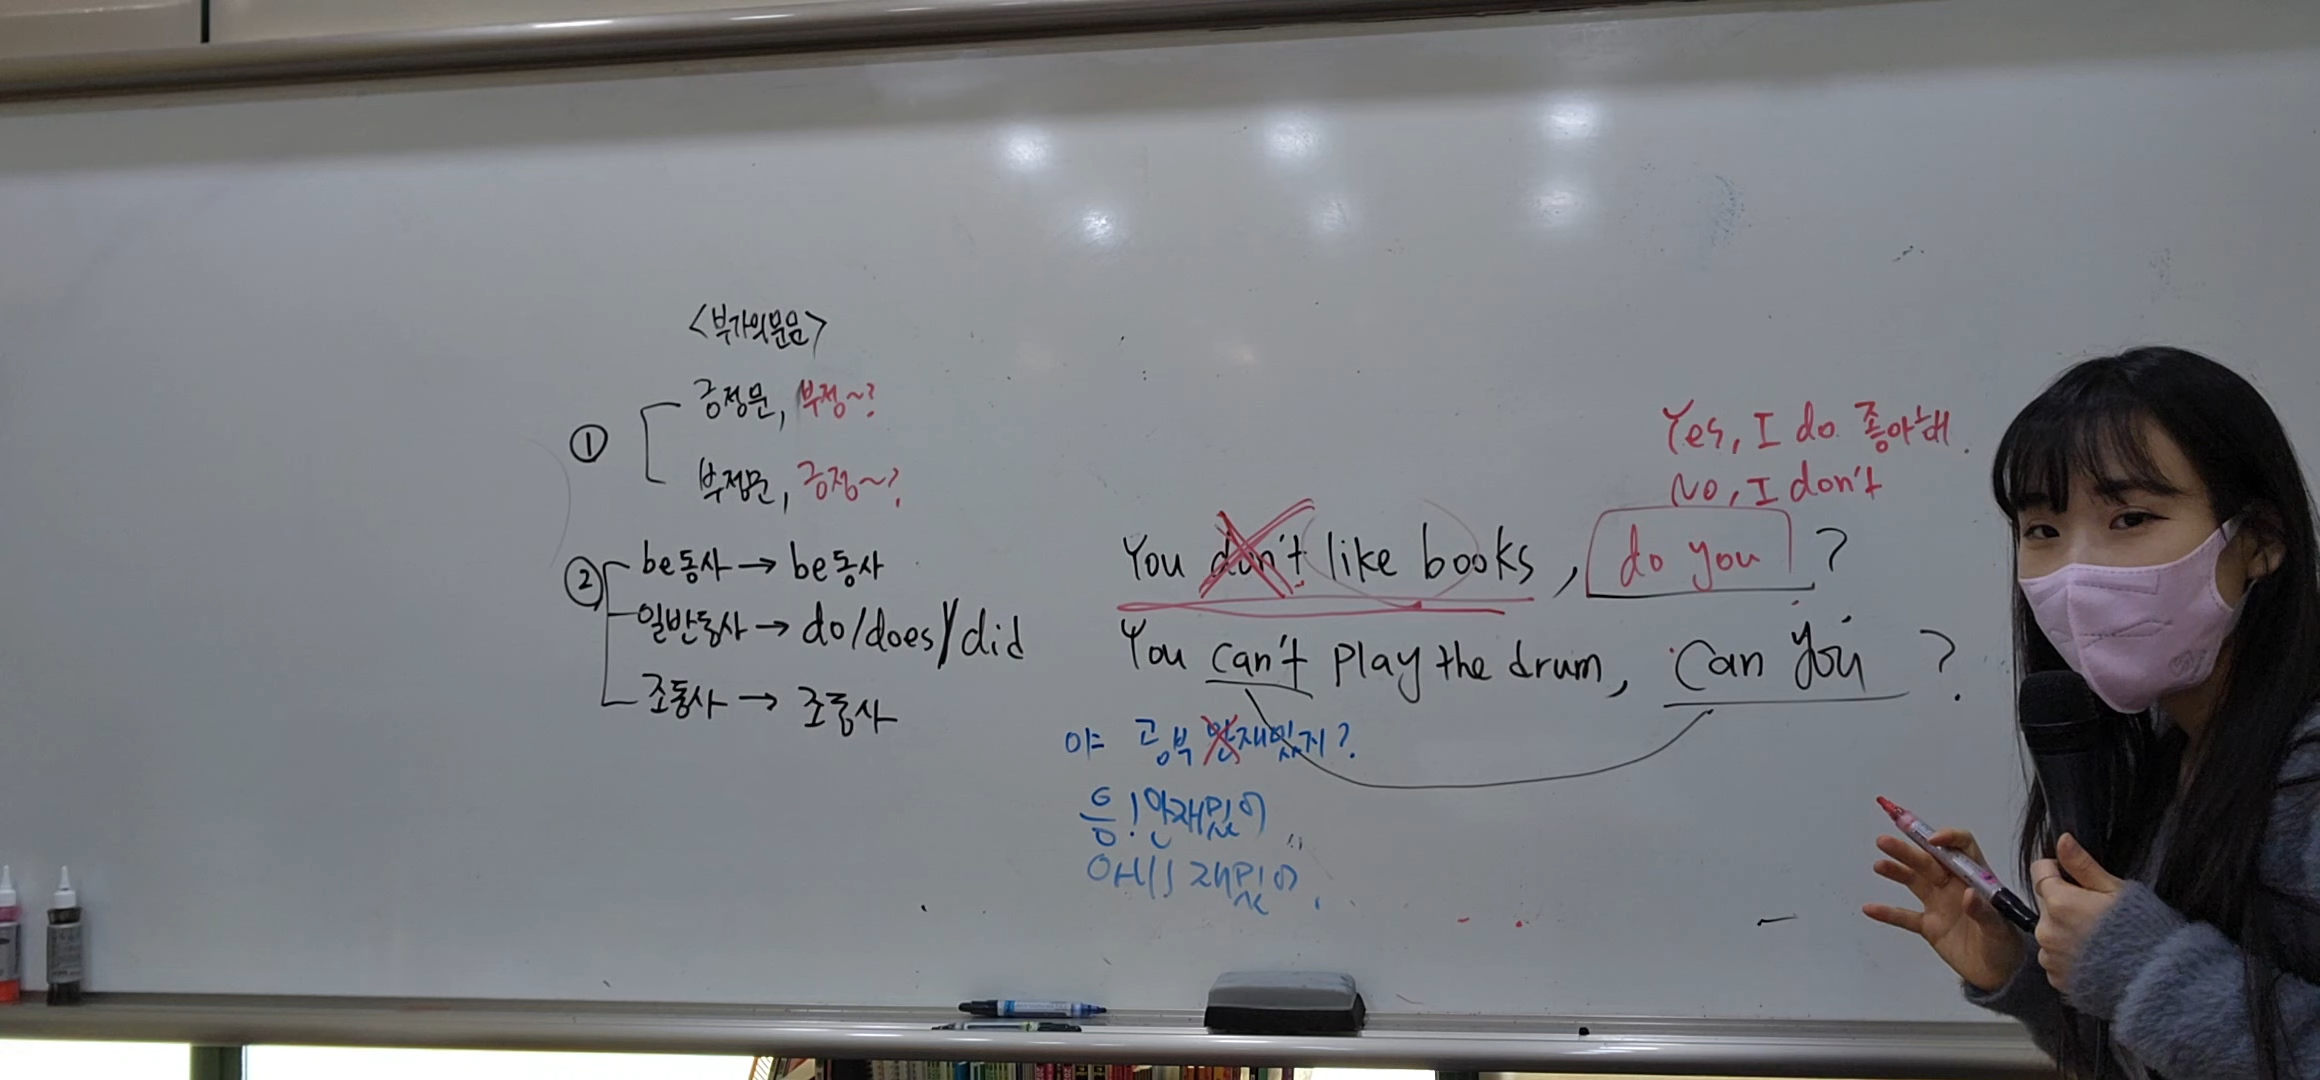 <부가의문문>
① 긍정문, 부정~?
부정문, 긍정~?
② be동사 → be동사
일반동사 → do/does/did
조동사 → 조동사
Yes, I do 좋아해.
No, I don't
You don't like books, do you ?
You can't play the drum, can you ?
야 공부 안재밌지?
응! 안재밌어
아니 재밌어